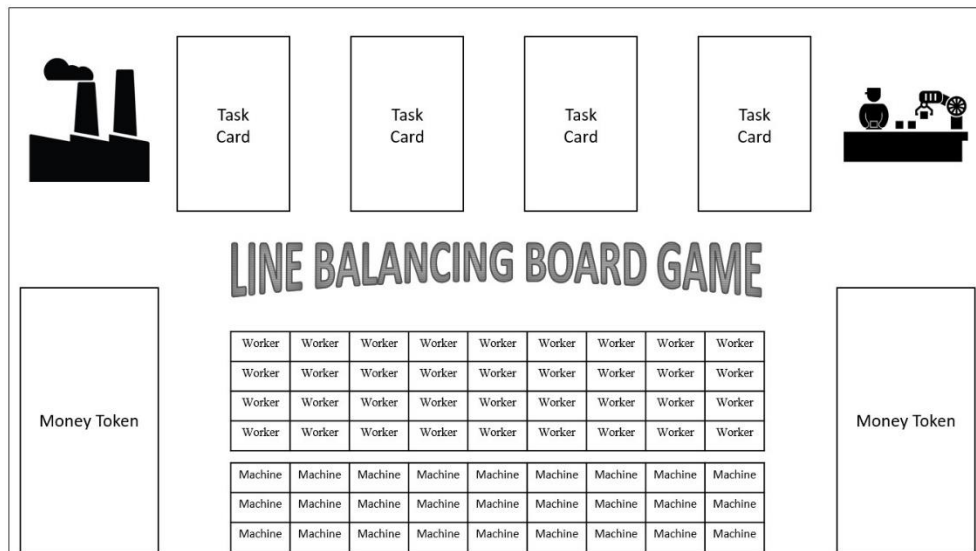 Task
Card
Task
Card
Task
Card
Task
Card
LINE BALANCING BOARD GAME
Money Token
Worker Worker Worker Worker Worker Worker Worker Worker Worker
Worker Worker Worker Worker Worker Worker Worker Worker Worker
Worker Worker Worker Worker Worker Worker Worker Worker Worker
Worker Worker Worker Worker Worker Worker Worker Worker Worker
Machine Machine Machine Machine Machine Machine Machine Machine Machine
Machine Machine Machine Machine Machine Machine Machine Machine Machine
Machine Machine Machine Machine Machine Machine Machine Machine Machine
Money Token